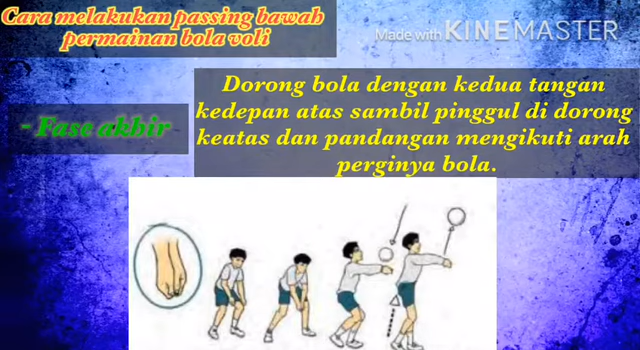 Cara melakukan passing bawah
permainan bola voli
Made with KINEMASTER
- Fase akhir
Dorong bola dengan kedua tangan
kedepan atas sambil pinggul di dorong
keatas dan pandangan mengikuti arah
perginya bola.